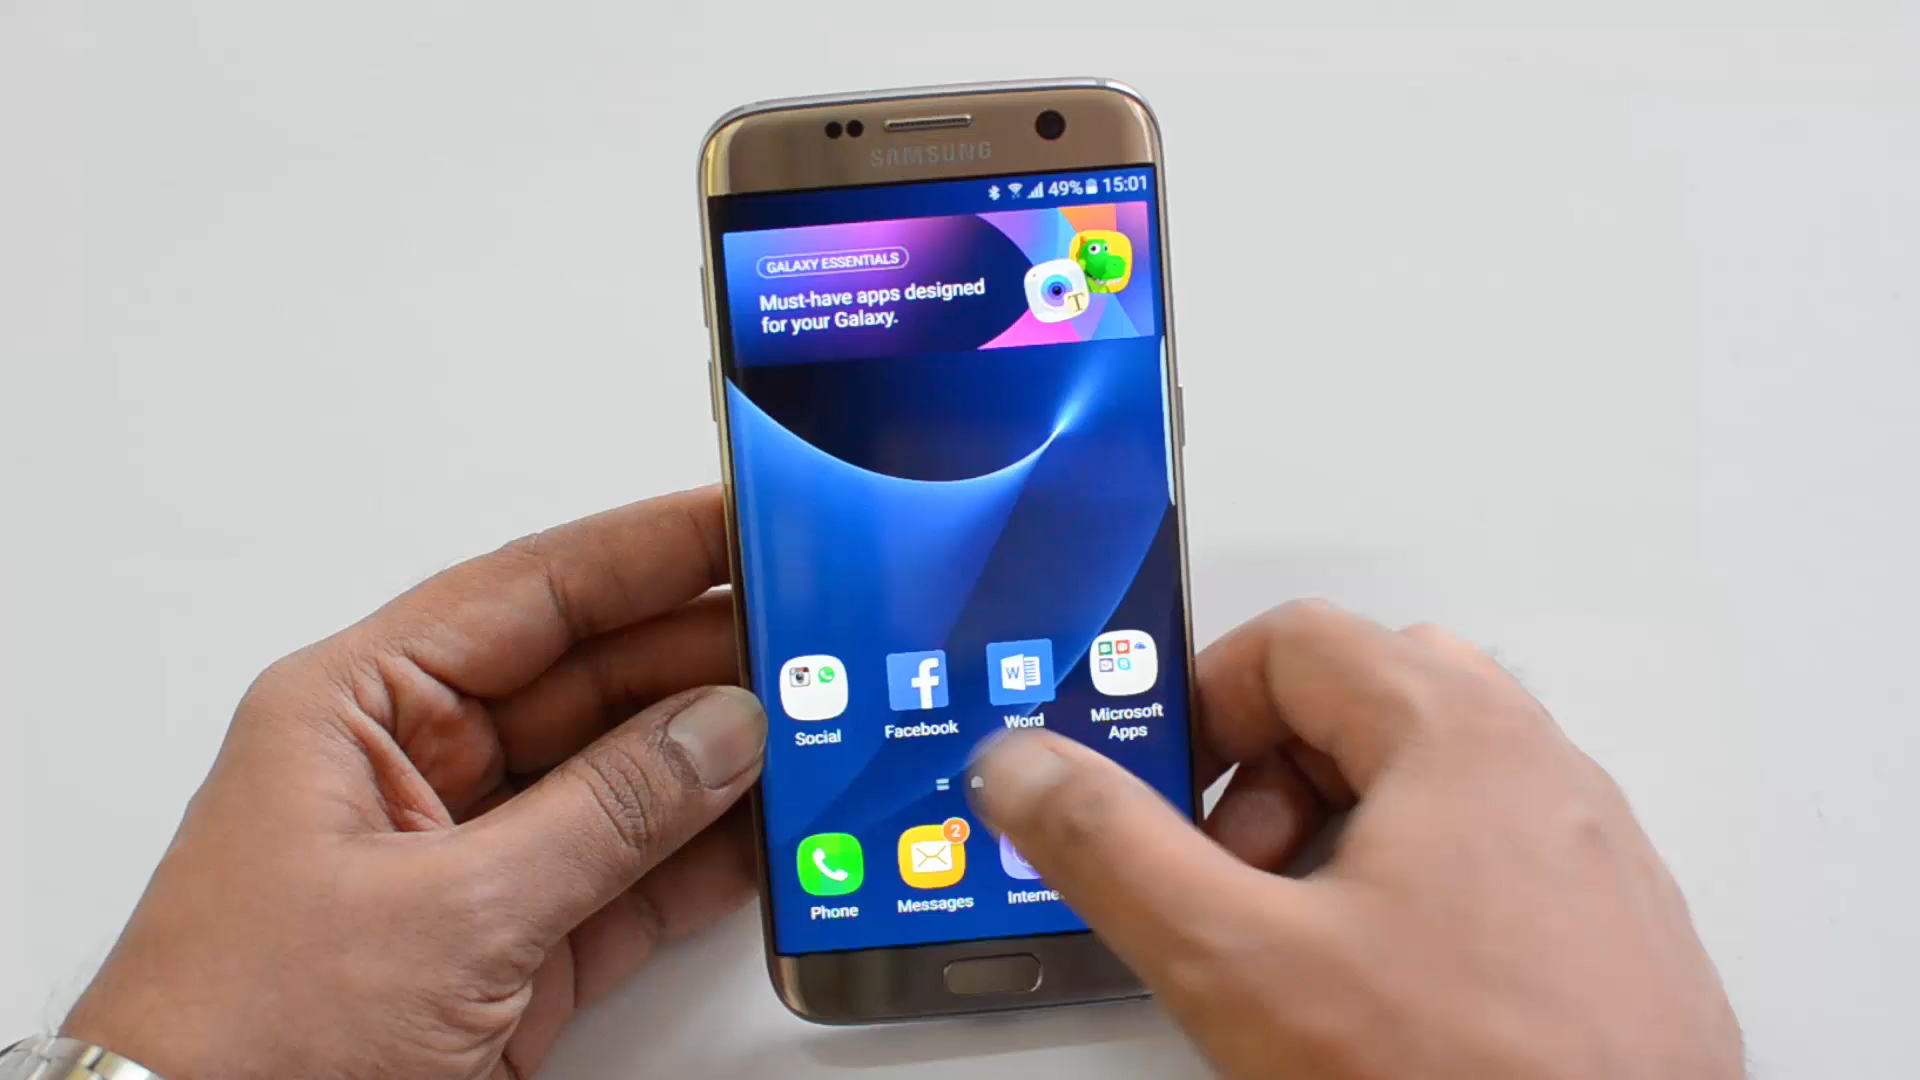 SAMSUNG
49% 15:01
GALAXY ESSENTIALS
Must-have apps designed
for your Galaxy.
T
W
Social
Facebook
Word
Microsoft
Apps
2
Phone
Messages
Interne